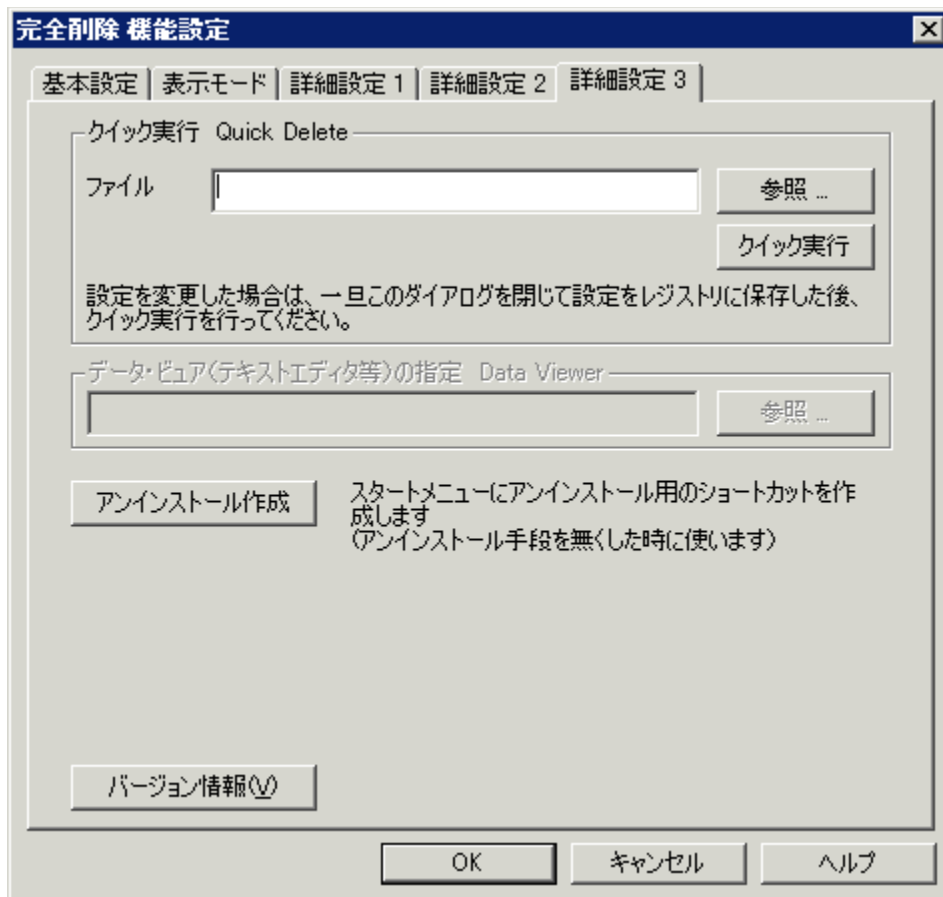 完全削除 機能設定
基本設定 表示モード 詳細設定 1 詳細設定 2 詳細設定 3
クイック実行 Quick Delete
ファイル 参照 ...
クイック実行
設定を変更した場合は、一旦このダイアログを閉じて設定をレジストリに保存した後、
クイック実行を行ってください。
データ・ビュア(テキストエディタ等)の指定 Data Viewer
参照 ...
アンインストール作成
スタートメニューにアンインストール用のショートカットを作
成します
(アンインストール手段を無くした時に使います)
バージョン情報(V)
OK キャンセル ヘルプ